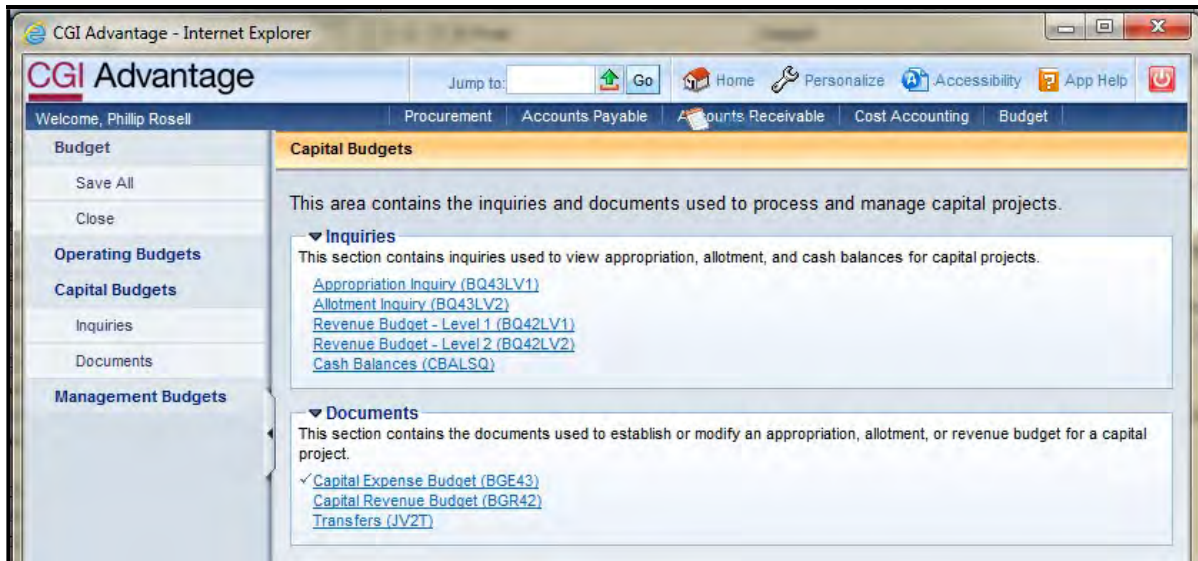 CGI Advantage - Internet Explorer
CGI Advantage
Jump to: Go Home Personalize Accessibility App Help
Welcome, Phillip Rosell Procurement Accounts Payable Accounts Receivable Cost Accounting Budget
Budget
Save All
Close
Operating Budgets
Capital Budgets
Inquiries
Documents
Management Budgets
Capital Budgets
This area contains the inquiries and documents used to process and manage capital projects.
Inquiries
This section contains inquiries used to view appropriation, allotment, and cash balances for capital projects.
Appropriation Inquiry (BQ43LV1)
Allotment Inquiry (BQ43LV2)
Revenue Budget - Level 1 (BQ42LV1)
Revenue Budget - Level 2 (BQ42LV2)
Cash Balances (CBALSQ)
Documents
This section contains the documents used to establish or modify an appropriation, allotment, or revenue budget for a capital
project.
Capital Expense Budget (BGE43)
Capital Revenue Budget (BGR42)
Transfers (JV2T)